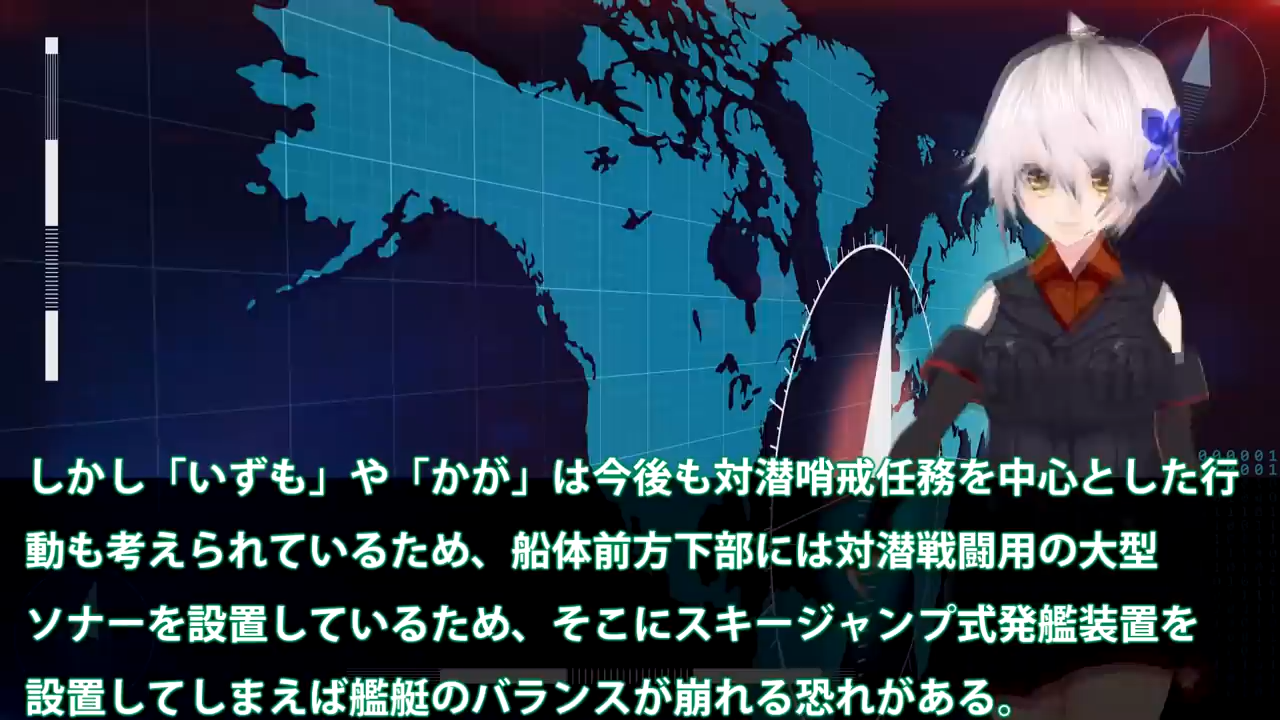 しかし「いずも」や「かが」は今後も対潜哨戒任務を中心とした行
動も考えられているため、船体前方下部には対潜戦闘用の大型
ソナーを設置しているため、そこにスキージャンプ式発艦装置を
設置してしまえば艦艇のバランスが崩れる恐れがある。